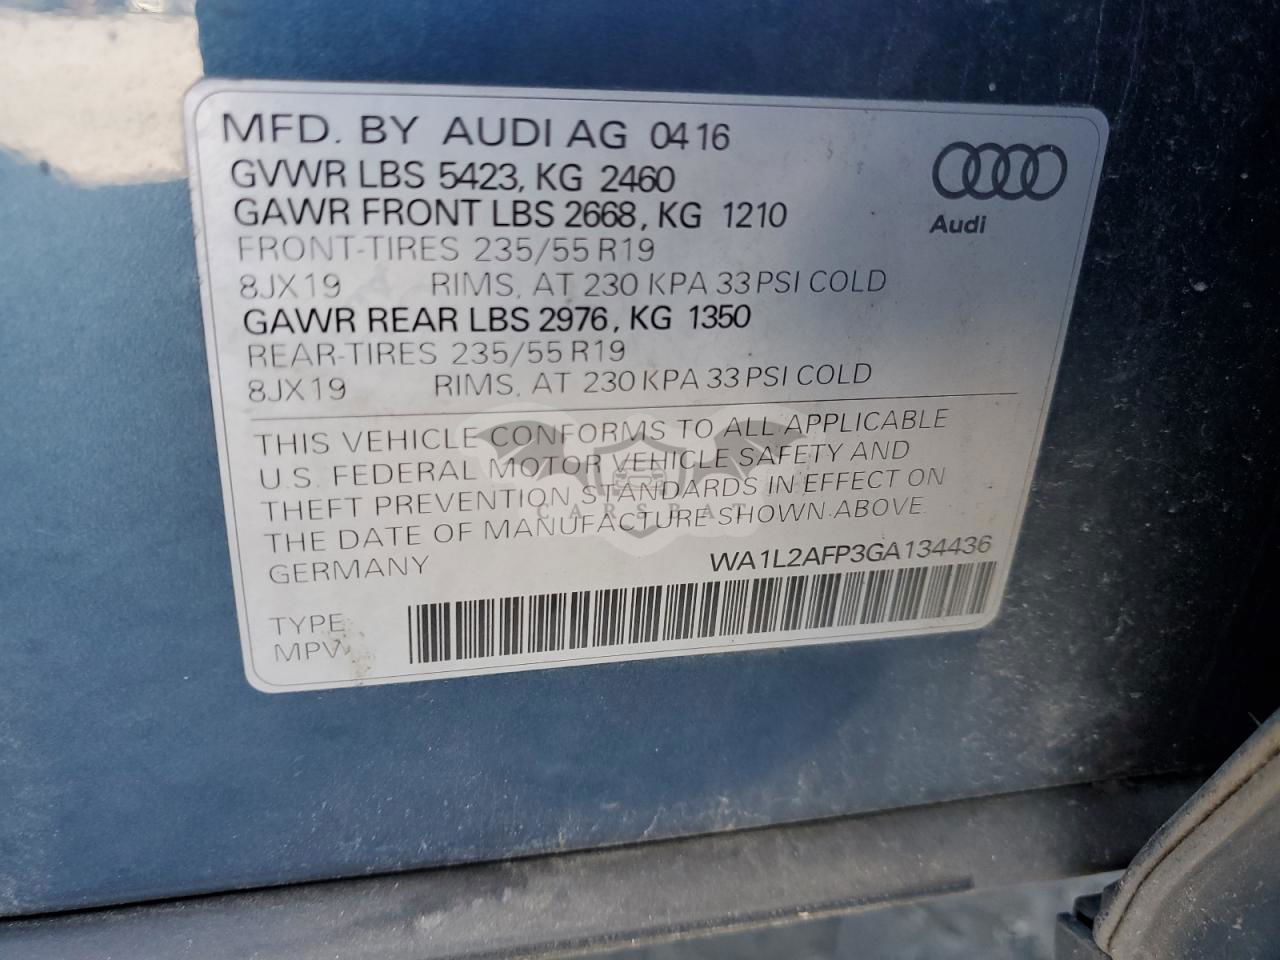 MFD. BY AUDI AG 04 16
GVWR LBS 5423, KG 2460
GAWR FRONT LBS 2668, KG 1210
FRONT-TIRES 235/55 R19
8JX19 RIMS, AT 230 KPA 33 PSI COLD
GAWR REAR LBS 2976, KG 1350
REAR-TIRES 235/55 R19
8JX19 RIMS, AT 230 KPA 33 PSI COLD
Audi
THIS VEHICLE CONFORMS TO ALL APPLICABLE
U.S. FEDERAL MOTOR VEHICLE SAFETY AND
THEFT PREVENTION STANDARDS IN EFFECT ON
THE DATE OF MANUFACTURE SHOWN ABOVE.
GERMANY WA1L2AFP3GA134436
TYPE
MPV
CARSBAT